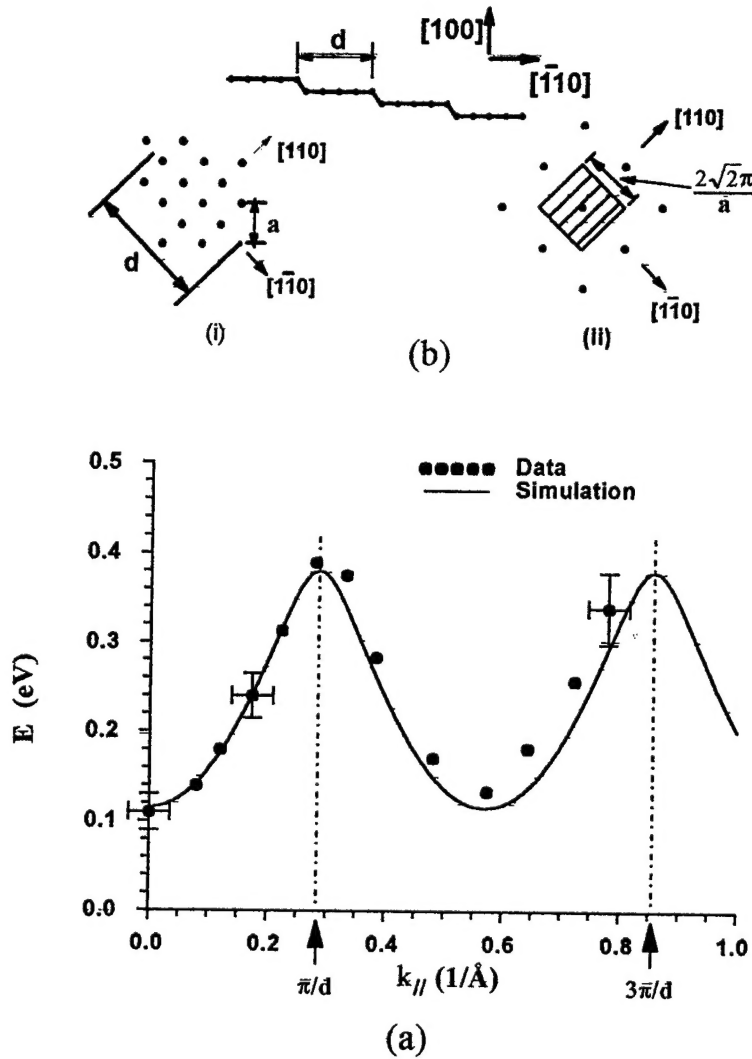 d
[100]
[1̄10]
[110]
a
d
[11̄0]
(i)
[110]
2√2π
a
[11̄0]
(ii)
(b)
0.5
0.4
0.3
0.2
0.1
0.0
E (eV)
Data
Simulation
0.0 0.2 0.4 0.6 0.8 1.0
π/d
k// (1/Å)
3π/d
(a)